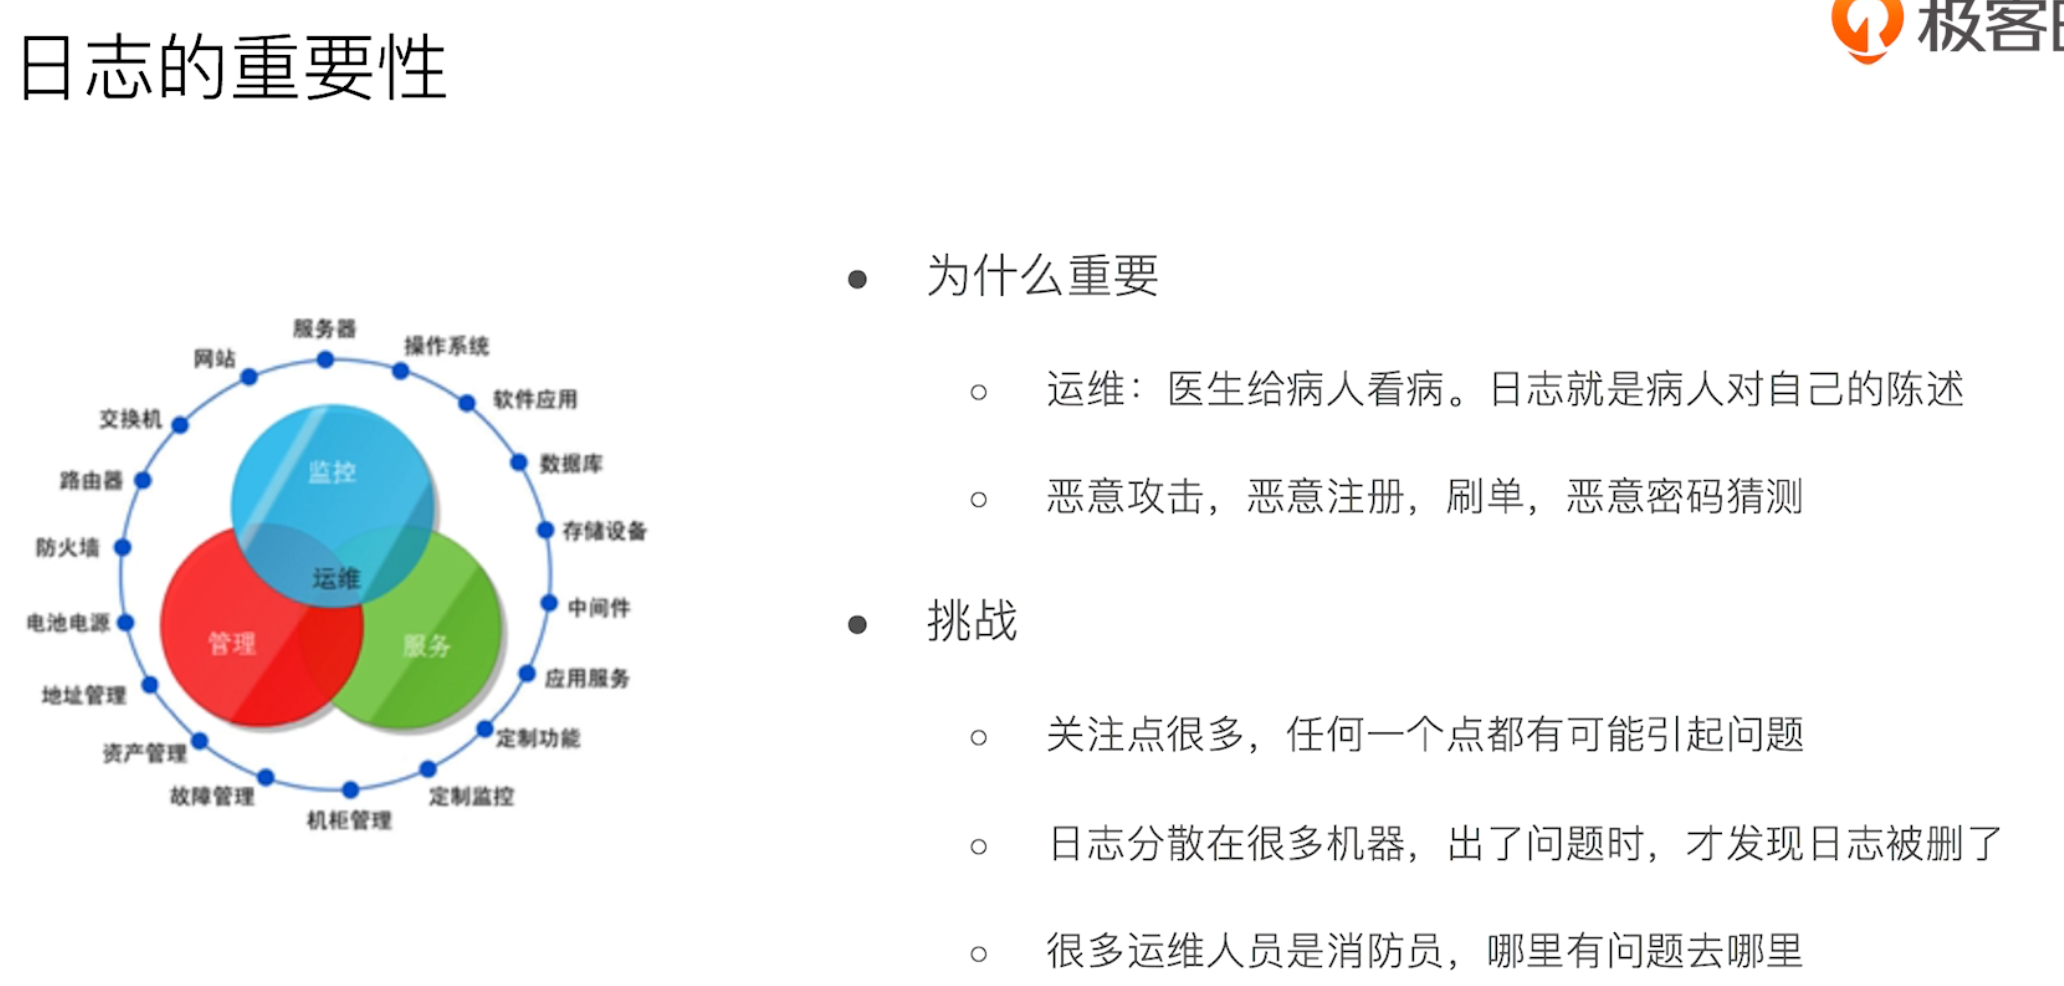 日志的重要性
极客
服务器
操作系统
网站
软件应用
交换机
数据库
监控
路由器
存储设备
防火墙
运维
中间件
电池电源
管理
服务
应用服务
地址管理
定制功能
资产管理
故障管理
定制监控
机柜管理
为什么重要
运维：医生给病人看病。日志就是病人对自己的陈述
恶意攻击，恶意注册，刷单，恶意密码猜测
挑战
关注点很多，任何一个点都有可能引起问题
日志分散在很多机器，出了问题时，才发现日志被删了
很多运维人员是消防员，哪里有问题去哪里